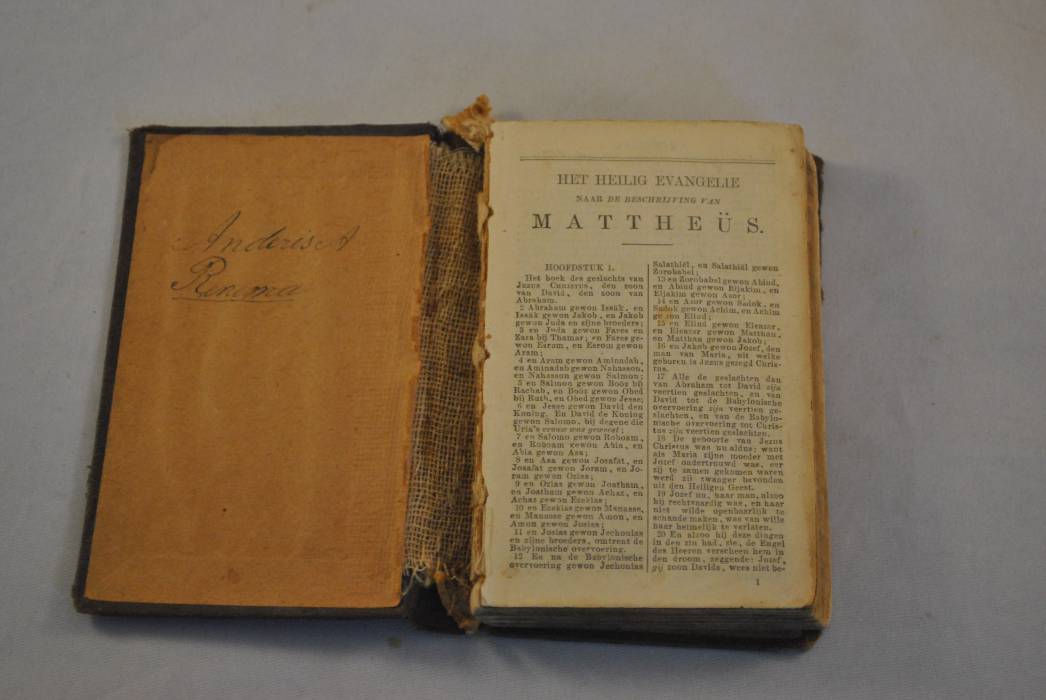 Anderies A
Renema
HET HEILIG EVANGELIE
NAAR DE BESCHRIJVING VAN
MATTHEÜS.
HOOFDSTUK 1.
Het boek des geslachts van
JEZUS CHRISTUS, den zoon
van David, den zoon van
Abraham.
2 Abraham gewon Isaäk, en
Isaäk gewon Jakob, en Jakob
gewon Juda en zijne broeders;
3 en Juda gewon Fares en
Zara bij Thamar; en Fares ge-
won Esrom, en Esrom gewon
Aram;
4 en Aram gewon Aminadab,
en Aminadab gewon Nahasson,
en Nahasson gewon Salmon;
5 en Salmon gewon Boöz bij
Rachab, en Boöz gewon Obed
bij Ruth, en Obed gewon Jesse;
6 en Jesse gewon David den
Koning. En David de Koning
gewon Salomo, bij degene die
Uria's vrouw was geweest;
7 en Salomo gewon Roboam,
en Roboam gewon Abia, en
Abia gewon Asa;
8 en Asa gewon Josafat, en
Josafat gewon Joram, en Jo-
ram gewon Ozias;
9 en Ozias gewon Joatham,
en Joatham gewon Achaz, en
Achaz gewon Ezekias;
10 en Ezekias gewon Manasse,
en Manasse gewon Amon, en
Amon gewon Josias;
11 en Josias gewon Jechonias
en zijne broeders, omtrent de
Babylonische overvoering.
12 En na de Babylonische
overvoering gewon Jechonias
Salathiël, en Salathiël gewon
Zorobabel;
13 en Zorobabel gewon Abiud,
en Abiud gewon Eljakim, en
Eljakim gewon Azor;
14 en Azor gewon Sadok, en
Sadok gewon Achim, en Achim
gewon Eliud;
15 en Eliud gewon Eleazar,
en Eleazar gewon Matthan,
en Matthan gewon Jakob;
16 en Jakob gewon Jozef, den
man van Maria, uit welke
geboren is JEZUS gezegd Chris-
tus.
17 Alle de geslachten dan
van Abraham tot David zijn
veertien geslachten, en van
David tot de Babylonische
overvoering zijn veertien ge-
slachten, en van de Babylo-
nische overvoering tot Chris-
tus zijn veertien geslachten.
18 De geboorte van Jezus
Christus was nu aldus; want
als Maria zijne moeder met
Jozef ondertrouwd was, eer
zij te zamen gekomen waren
werd zij zwanger bevonden
uit den Heiligen Geest.
19 Jozef nu, haar man, alzoo
hij rechtvaardig was, en haar
niet wilde openbaarlijk te
schande maken, was van wille
haar heimelijk te verlaten.
20 En alzoo hij deze dingen
in den zin had, zie, de Engel
des Heeren verscheen hem in
den droom, zeggende: Jozef,
gij zoon Davids, wees niet be-
1